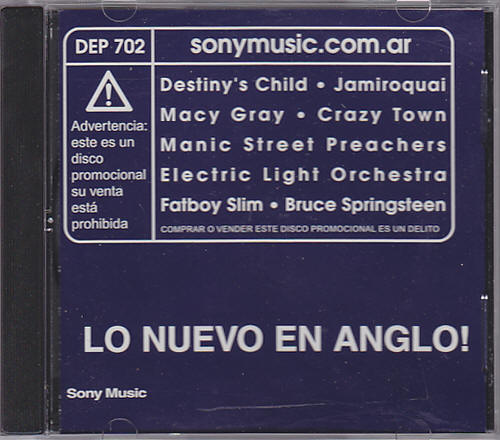 DEP 702
sonymusic.com.ar
Advertencia:
este es un
disco
promocional
su venta
está
prohibida
Destiny's Child • Jamiroquai
Macy Gray • Crazy Town
Manic Street Preachers
Electric Light Orchestra
Fatboy Slim • Bruce Springsteen
COMPRAR O VENDER ESTE DISCO PROMOCIONAL ES UN DELITO
LO NUEVO EN ANGLO!
Sony Music